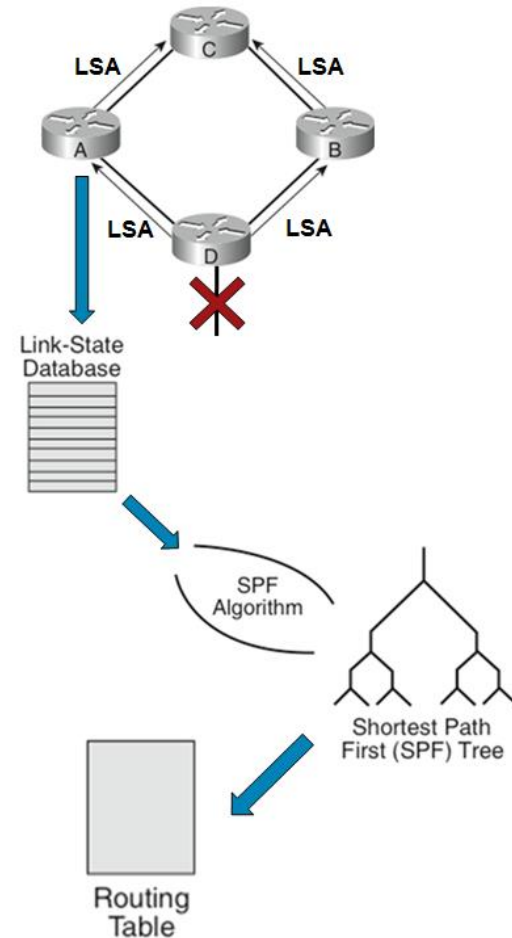 C
LSA
LSA
A
B
LSA
LSA
D
Link-State
Database
SPF
Algorithm
Shortest Path
First (SPF) Tree
Routing
Table